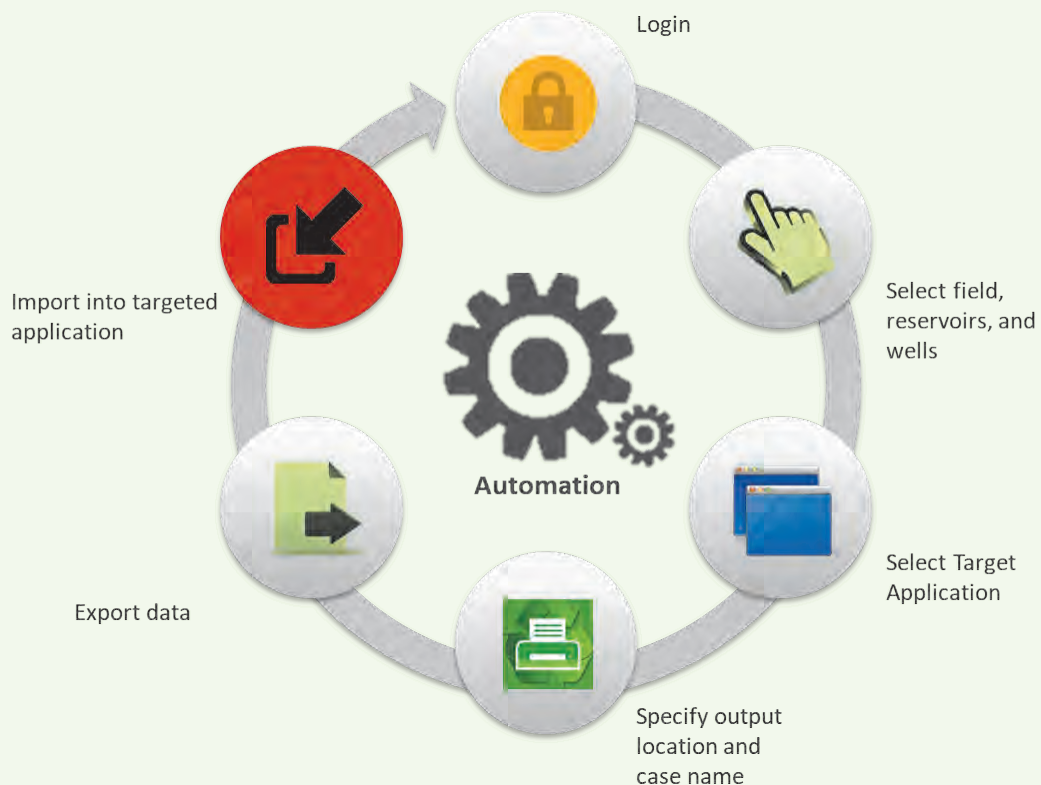 Login
Select field,
reservoirs, and
wells
Select Target
Application
Specify output
location and
case name
Export data
Import into targeted
application
Automation